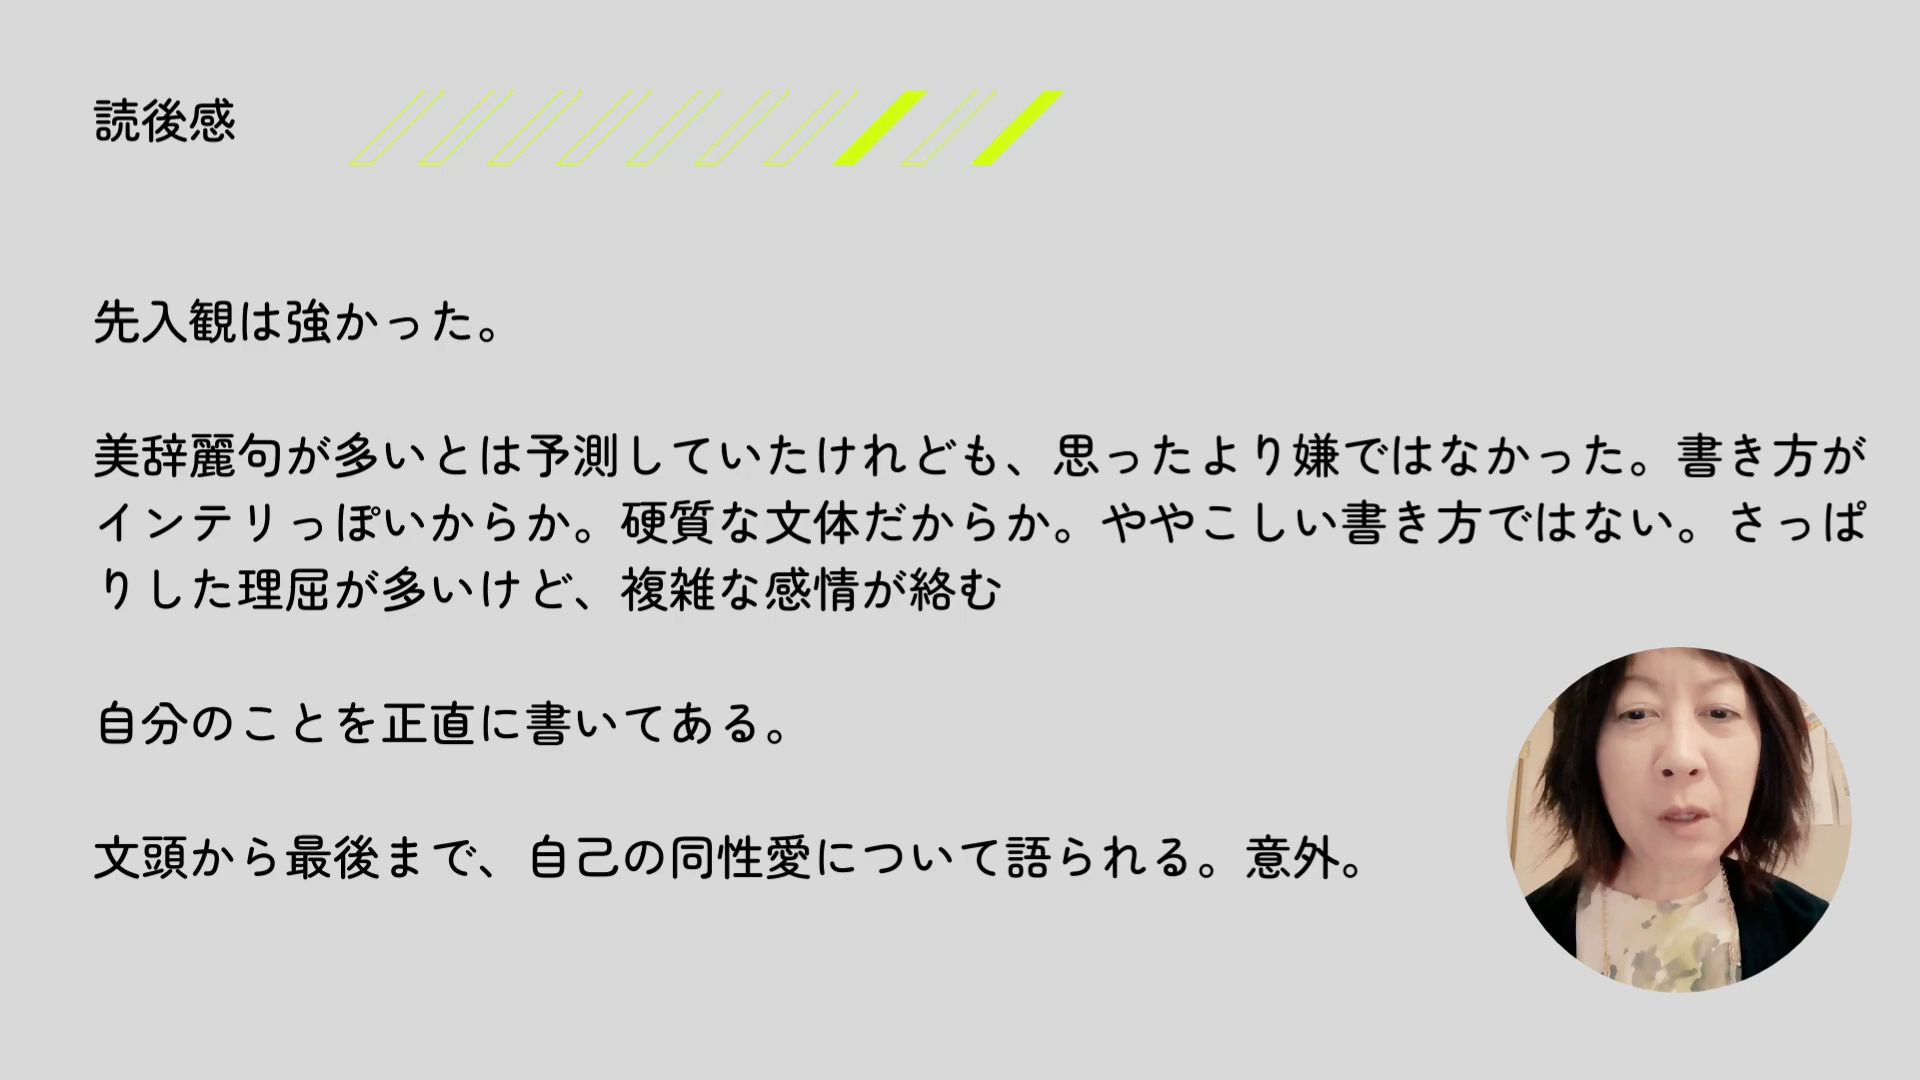 読後感
先入観は強かった。
美辞麗句が多いとは予測していたけれども、思ったより嫌ではなかった。書き方が
インテリっぽいからか。硬質な文体だからか。ややこしい書き方ではない。さっぱ
りした理屈が多いけど、複雑な感情が絡む
自分のことを正直に書いてある。
文頭から最後まで、自己の同性愛について語られる。意外。